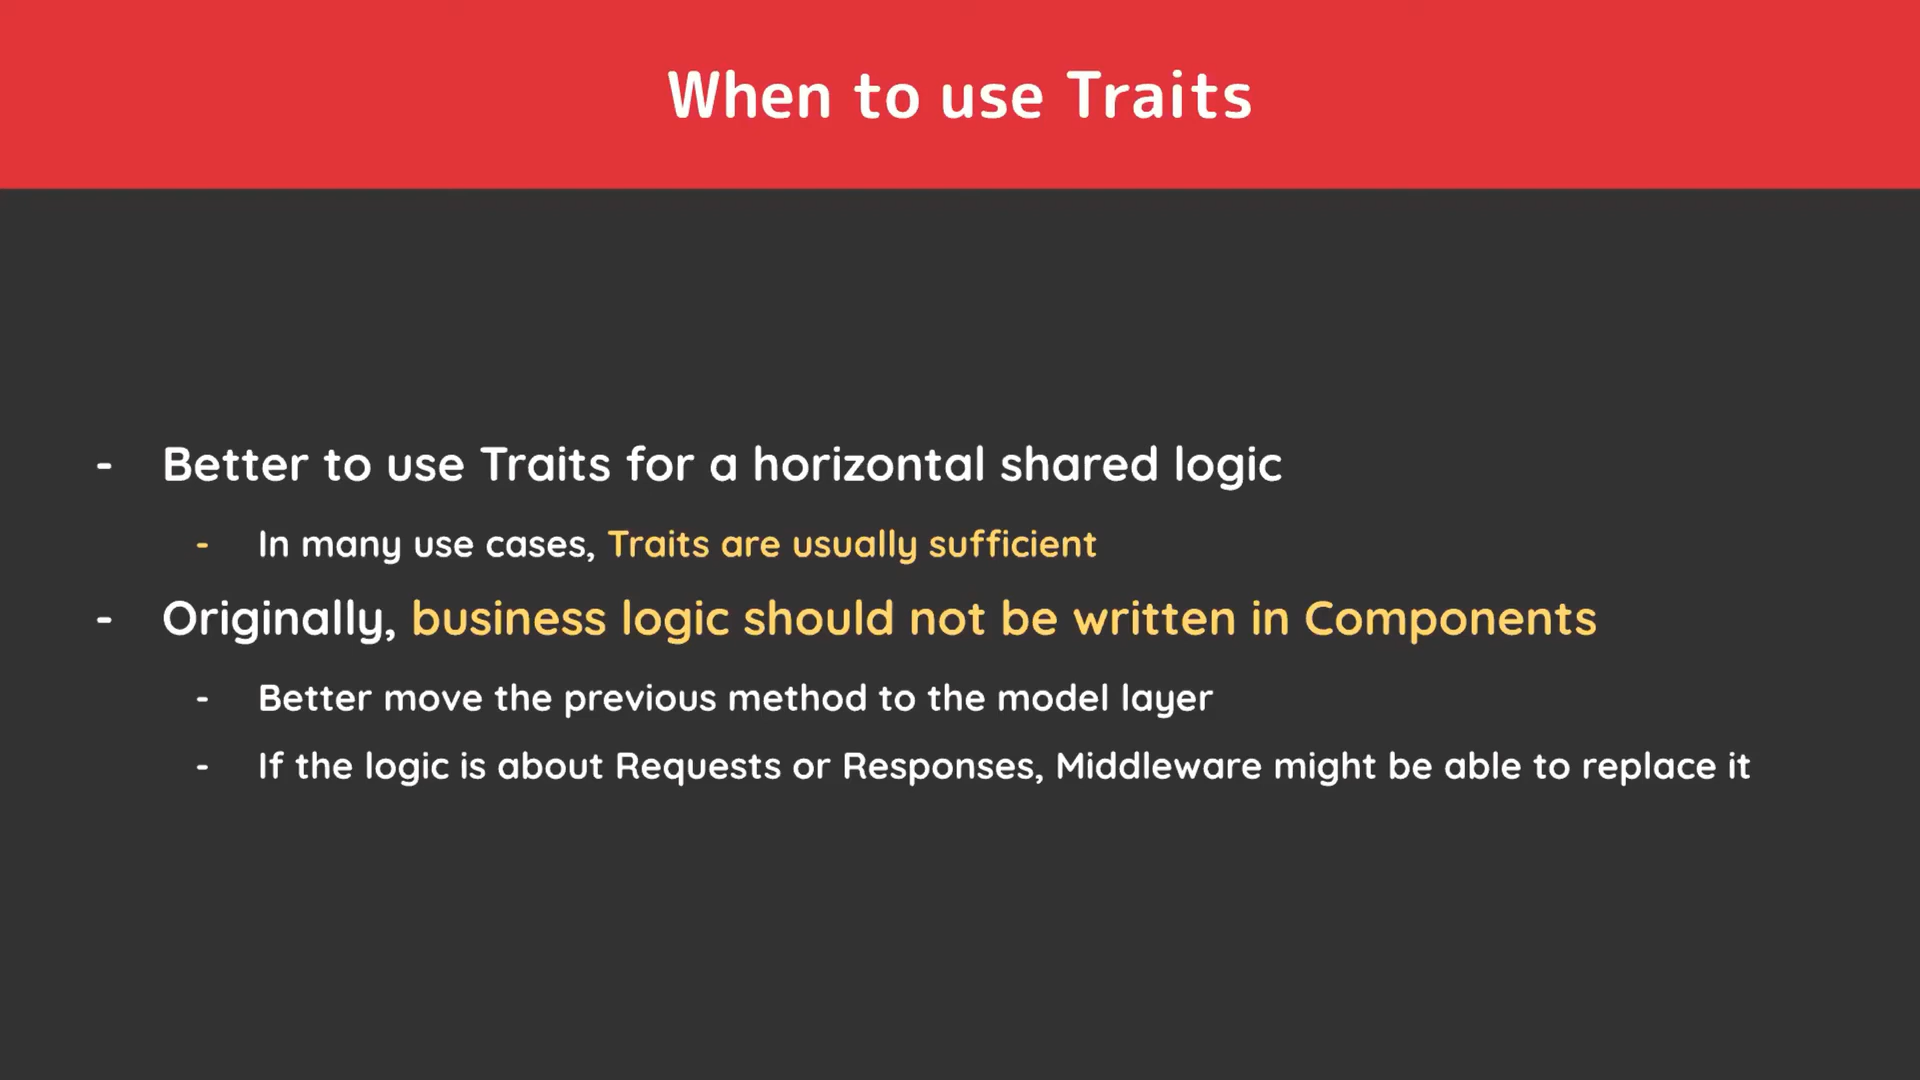 When to use Traits
- Better to use Traits for a horizontal shared logic
- In many use cases, Traits are usually sufficient
- Originally, business logic should not be written in Components
- Better move the previous method to the model layer
- If the logic is about Requests or Responses, Middleware might be able to replace it